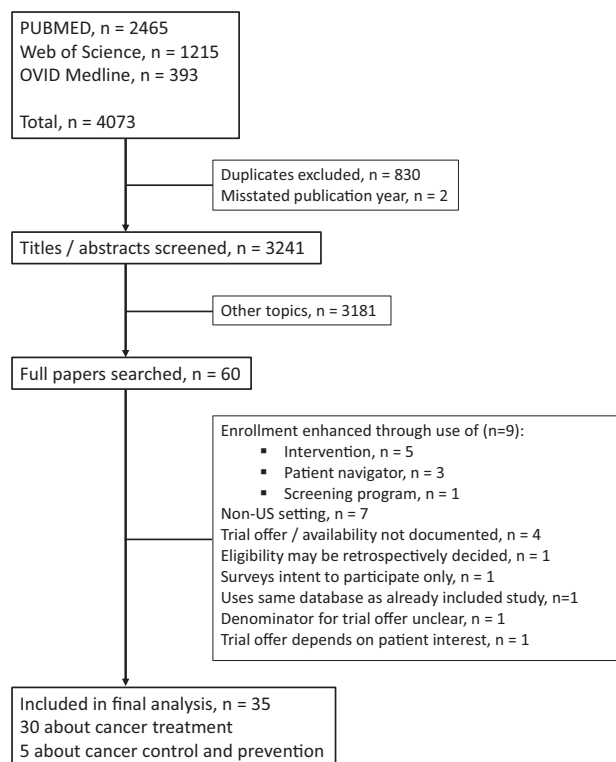 PUBMED, n = 2465
Web of Science, n = 1215
OVID Medline, n = 393
Total, n = 4073
Duplicates excluded, n = 830
Misstated publication year, n = 2
Titles / abstracts screened, n = 3241
Other topics, n = 3181
Full papers searched, n = 60
Enrollment enhanced through use of (n=9):
▪ Intervention, n = 5
▪ Patient navigator, n = 3
▪ Screening program, n = 1
Non-US setting, n = 7
Trial offer / availability not documented, n = 4
Eligibility may be retrospectively decided, n = 1
Surveys intent to participate only, n = 1
Uses same database as already included study, n=1
Denominator for trial offer unclear, n = 1
Trial offer depends on patient interest, n = 1
Included in final analysis, n = 35
30 about cancer treatment
5 about cancer control and prevention